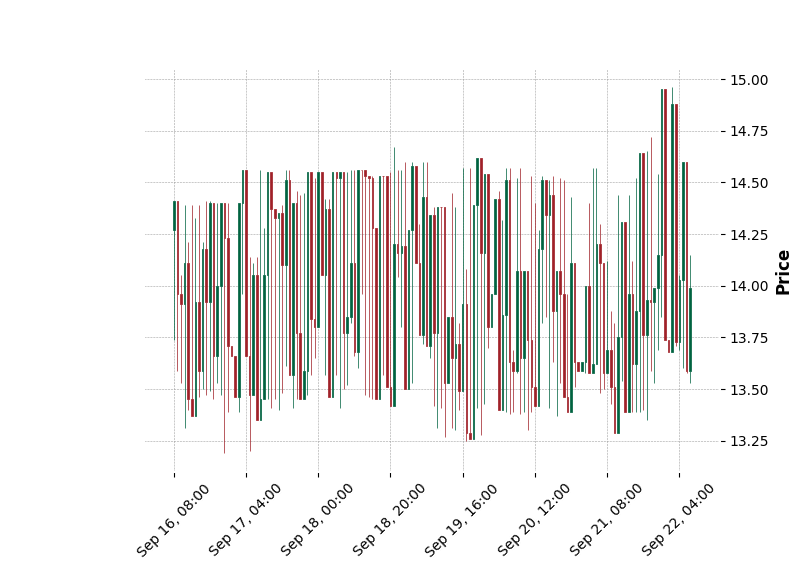 15.00
14.75
14.50
14.25
14.00
13.75
13.50
13.25
Price
Sep 16, 08:00
Sep 17, 04:00
Sep 18, 00:00
Sep 18, 20:00
Sep 19, 16:00
Sep 20, 12:00
Sep 21, 08:00
Sep 22, 04:00